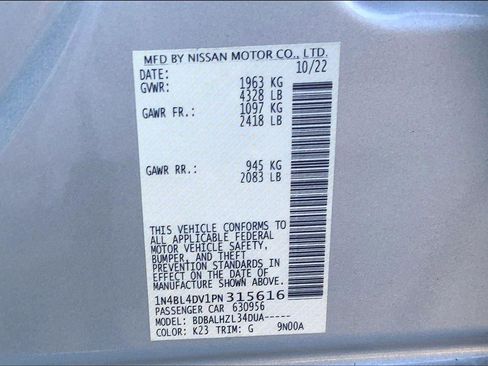 MFD BY NISSAN MOTOR CO., LTD.
DATE: 10/22
GVWR: 1963 KG
4328 LB
GAWR FR.: 1097 KG
2418 LB
GAWR RR.: 945 KG
2083 LB
THIS VEHICLE CONFORMS TO
ALL APPLICABLE FEDERAL
MOTOR VEHICLE SAFETY,
BUMPER, AND THEFT
PREVENTION STANDARDS
IN EFFECT ON THE DATE OF
MANUFACTURE SHOWN ABOVE.
1N4BL4DV1PN315616
PASSENGER CAR 630956
MODEL: BDBALHZL34DUA-----
COLOR: K23 TRIM: G 9N00A